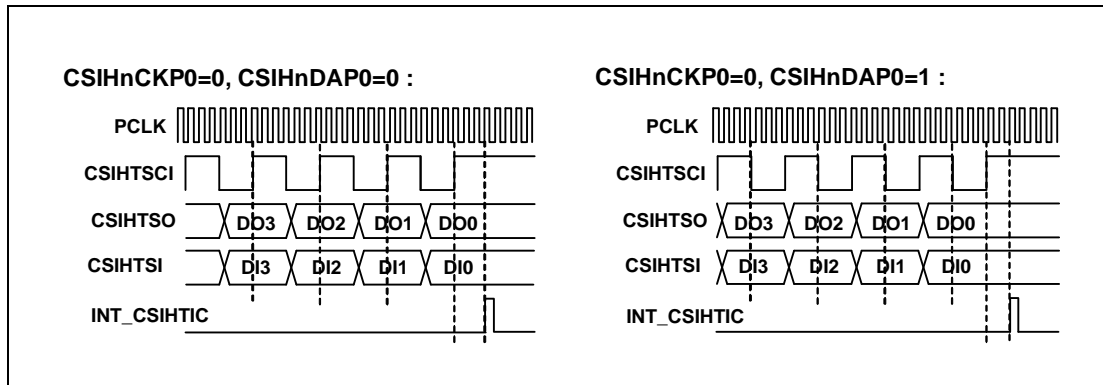 CSIHnCKP0=0, CSIHnDAP0=0 :
PCLK
CSIHTSCI
CSIHTSO DO3 DO2 DO1 DO0
CSIHTSI DI3 DI2 DI1 DI0
INT_CSIHTIC
CSIHnCKP0=0, CSIHnDAP0=1 :
PCLK
CSIHTSCI
CSIHTSO DO3 DO2 DO1 DO0
CSIHTSI DI3 DI2 DI1 DI0
INT_CSIHTIC